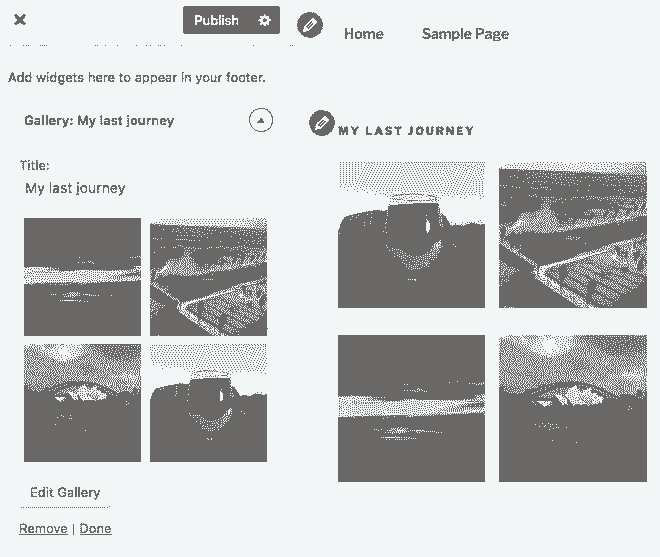 Publish
Home Sample Page
Add widgets here to appear in your footer.
Gallery: My last journey
MY LAST JOURNEY
Title:
My last journey
Edit Gallery
Remove | Done